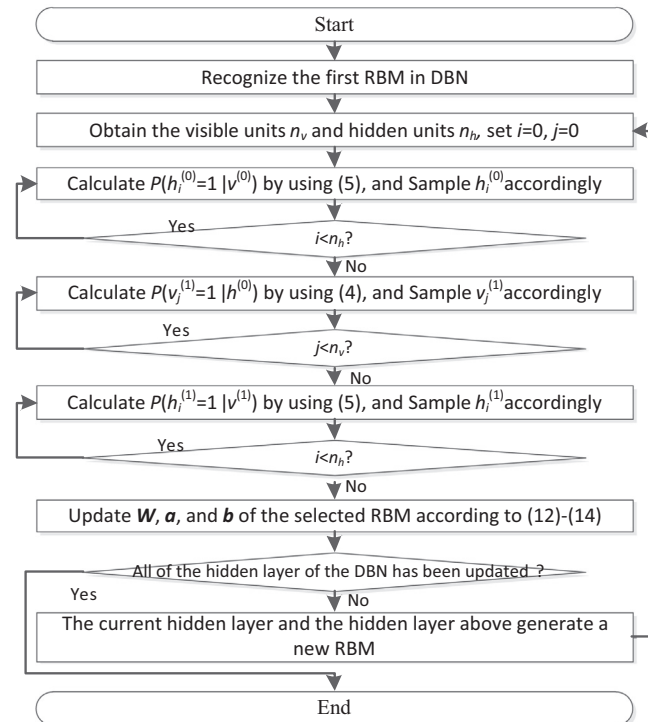 Start
Recognize the first RBM in DBN
Obtain the visible units n_v and hidden units n_h, set i=0, j=0
Calculate P(h_i^(0)=1 |v^(0)) by using (5), and Sample h_i^(0)accordingly
Yes
i<n_h?
No
Calculate P(v_j^(1)=1 |h^(0)) by using (4), and Sample v_j^(1)accordingly
Yes
j<n_v?
No
Calculate P(h_i^(1)=1 |v^(1)) by using (5), and Sample h_i^(1)accordingly
Yes
i<n_h?
No
Update W, a, and b of the selected RBM according to (12)-(14)
All of the hidden layer of the DBN has been updated ?
Yes
No
The current hidden layer and the hidden layer above generate a
new RBM
End